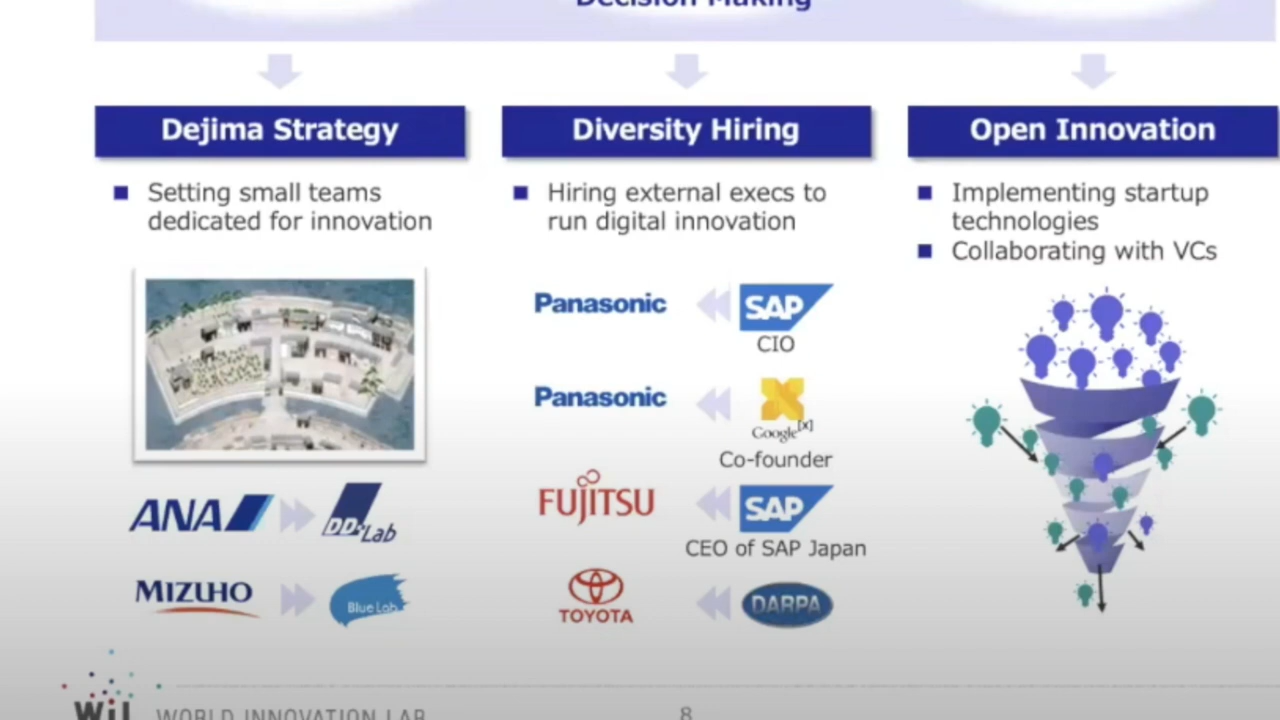 Decision Making
Dejima Strategy
Setting small teams
dedicated for innovation
ANA
DD-Lab
MIZUHO
Blue Lab
Diversity Hiring
Hiring external execs to
run digital innovation
Panasonic
SAP
CIO
Panasonic
Google[x]
Co-founder
FUJITSU
SAP
CEO of SAP Japan
TOYOTA
DARPA
Open Innovation
Implementing startup
technologies
Collaborating with VCs
WiL WORLD INNOVATION LAB
8